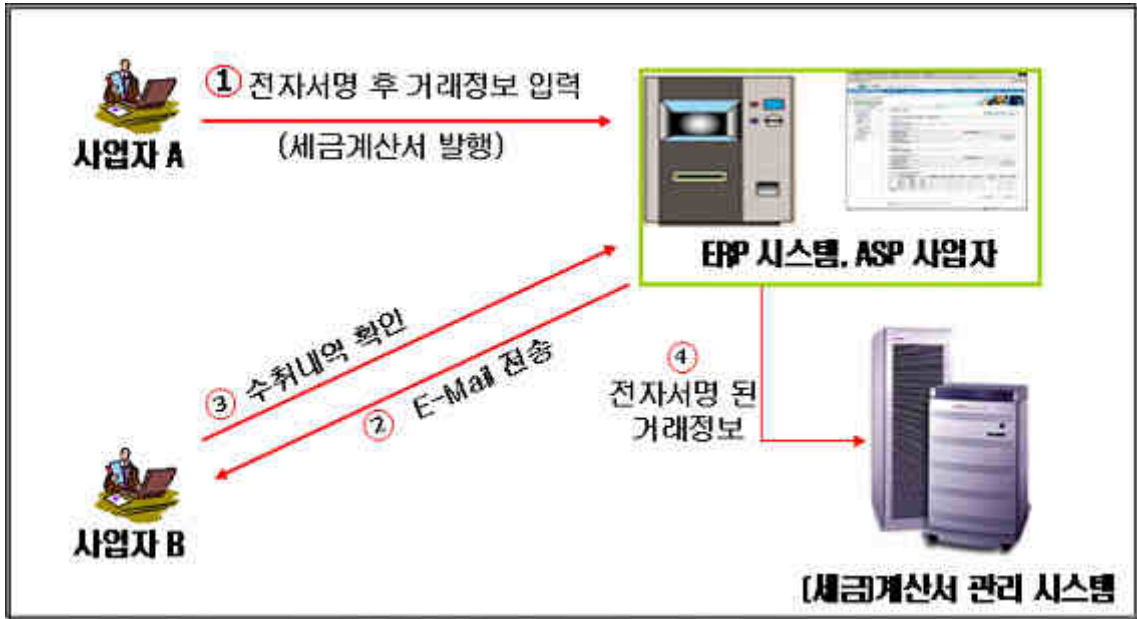 ① 전자서명 후 거래정보 입력
(세금계산서 발행)
사업자 A
ERP 시스템, ASP 사업자
③ 수취내역 확인
② E-Mail 전송
④
전자서명 된
거래정보
사업자 B
(세금)계산서 관리 시스템